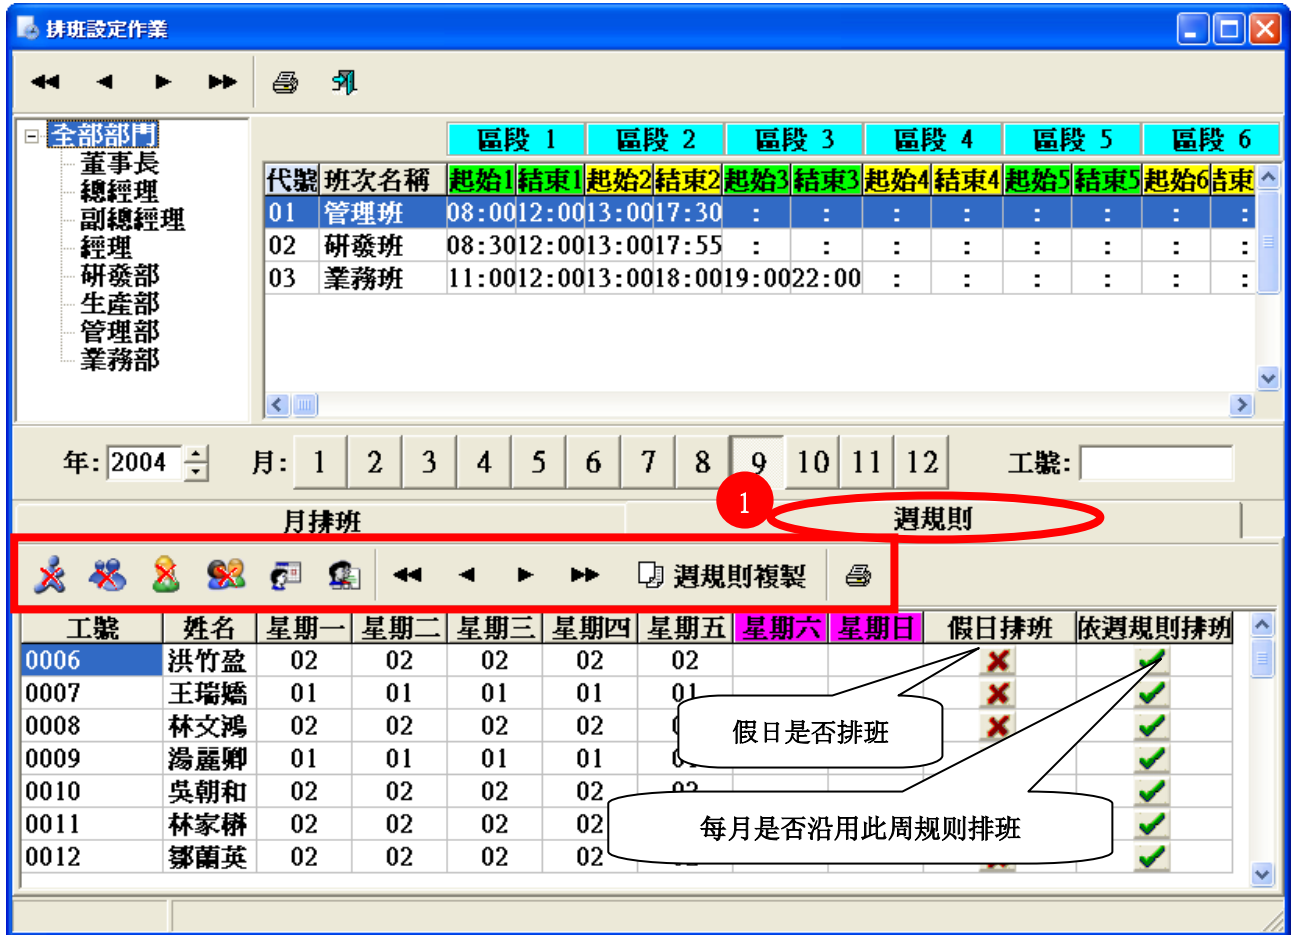 排班設定作業
全部部門
董事長
總經理
副總經理
經理
研發部
生產部
管理部
業務部
區段 1 區段 2 區段 3 區段 4 區段 5 區段 6
代號 班次名稱 起始1 結束1 起始2 結束2 起始3 結束3 起始4 結束4 起始5 結束5 起始6 結束
01 管理班 08:00 12:00 13:00 17:30 : : : : : : : :
02 研發班 08:30 12:00 13:00 17:55 : : : : : : : :
03 業務班 11:00 12:00 13:00 18:00 19:00 22:00 : : : : : :
年: 2004 月: 1 2 3 4 5 6 7 8 9 10 11 12 工號:
1
月排班 週規則
週規則複製
工號 姓名 星期一 星期二 星期三 星期四 星期五 星期六 星期日 假日排班 依週規則排班
0006 洪竹盈 02 02 02 02 02
0007 王瑞嬌 01 01 01 01 01
0008 林文鴻 02 02 02 02
假日是否排班
0009 湯麗卿 01 01 01 01
0010 吳朝和 02 02 02 02 02
0011 林家 02 02 02 02
每月是否沿用此周规则排班
0012 鄒蘭英 02 02 02 02